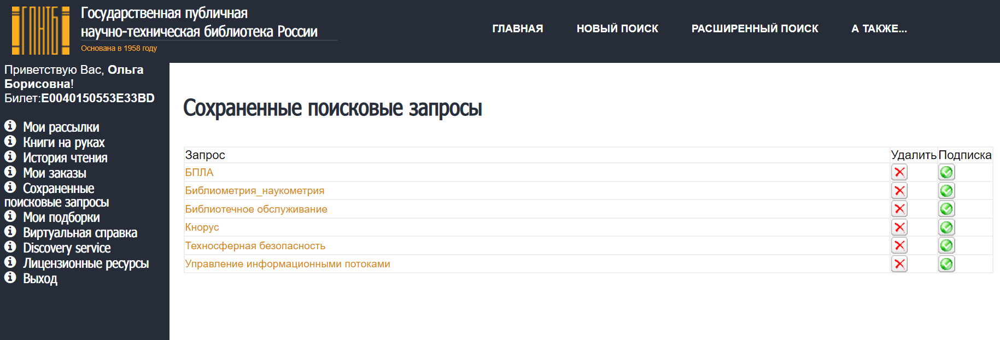 ГПНТБ
Государственная публичная
научно-техническая библиотека России
Основана в 1958 году
ГЛАВНАЯ НОВЫЙ ПОИСК РАСШИРЕННЫЙ ПОИСК А ТАКЖЕ...
Приветствую Вас, Ольга
Борисовна!
Билет:E0040150553E33BD
Мои рассылки
Книги на руках
История чтения
Мои заказы
Сохраненные
поисковые запросы
Мои подборки
Виртуальная справка
Discovery service
Лицензионные ресурсы
Выход
Сохраненные поисковые запросы
Запрос Удалить Подписка
БПЛА
Библиометрия_наукометрия
Библиотечное обслуживание
Кнорус
Техносферная безопасность
Управление информационными потоками